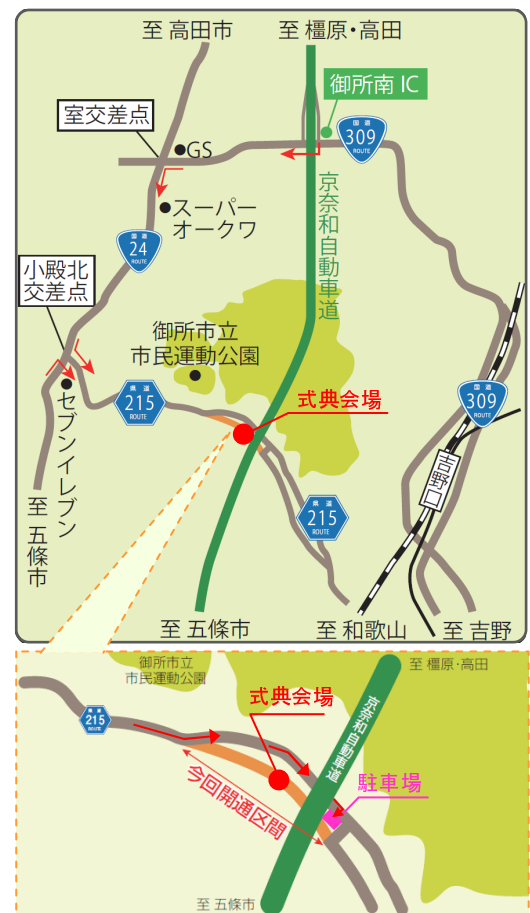 至 高田市
至 橿原・高田
御所南 IC
室交差点
GS
国道
309
ROUTE
京奈和自動車道
スーパー
オークワ
国道
24
ROUTE
小殿北
交差点
御所市立
市民運動公園
県道
215
ROUTE
式典会場
国道
309
ROUTE
セブンイレブン
吉野口
県道
215
ROUTE
至 五條市
至 五條市
至 和歌山
至 吉野
御所市立
市民運動公園
至 橿原・高田
県道
215
ROUTE
式典会場
京奈和自動車道
駐車場
今回開通区間
至 五條市